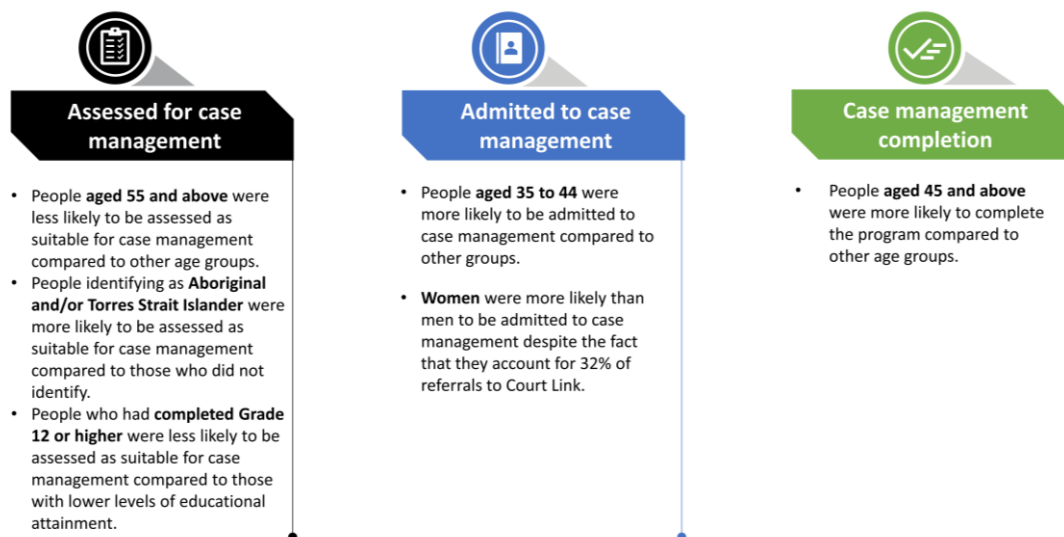 Assessed for case
management
• People aged 55 and above were
less likely to be assessed as
suitable for case management
compared to other age groups.
• People identifying as Aboriginal
and/or Torres Strait Islander were
more likely to be assessed as
suitable for case management
compared to those who did not
identify.
• People who had completed Grade
12 or higher were less likely to be
assessed as suitable for case
management compared to those
with lower levels of educational
attainment.
Admitted to case
management
• People aged 35 to 44 were
more likely to be admitted to
case management compared to
other groups.
• Women were more likely than
men to be admitted to case
management despite the fact
that they account for 32% of
referrals to Court Link.
Case management
completion
• People aged 45 and above
were more likely to complete
the program compared to
other age groups.